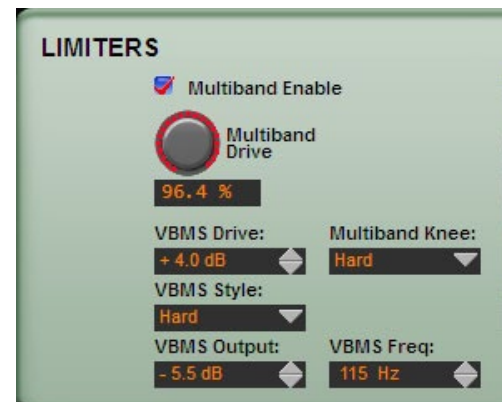 LIMITERS
Multiband Enable
Multiband
Drive
96.4 %
VBMS Drive:
Multiband Knee:
+ 4.0 dB
Hard
VBMS Style:
Hard
VBMS Output:
VBMS Freq:
- 5.5 dB
115 Hz